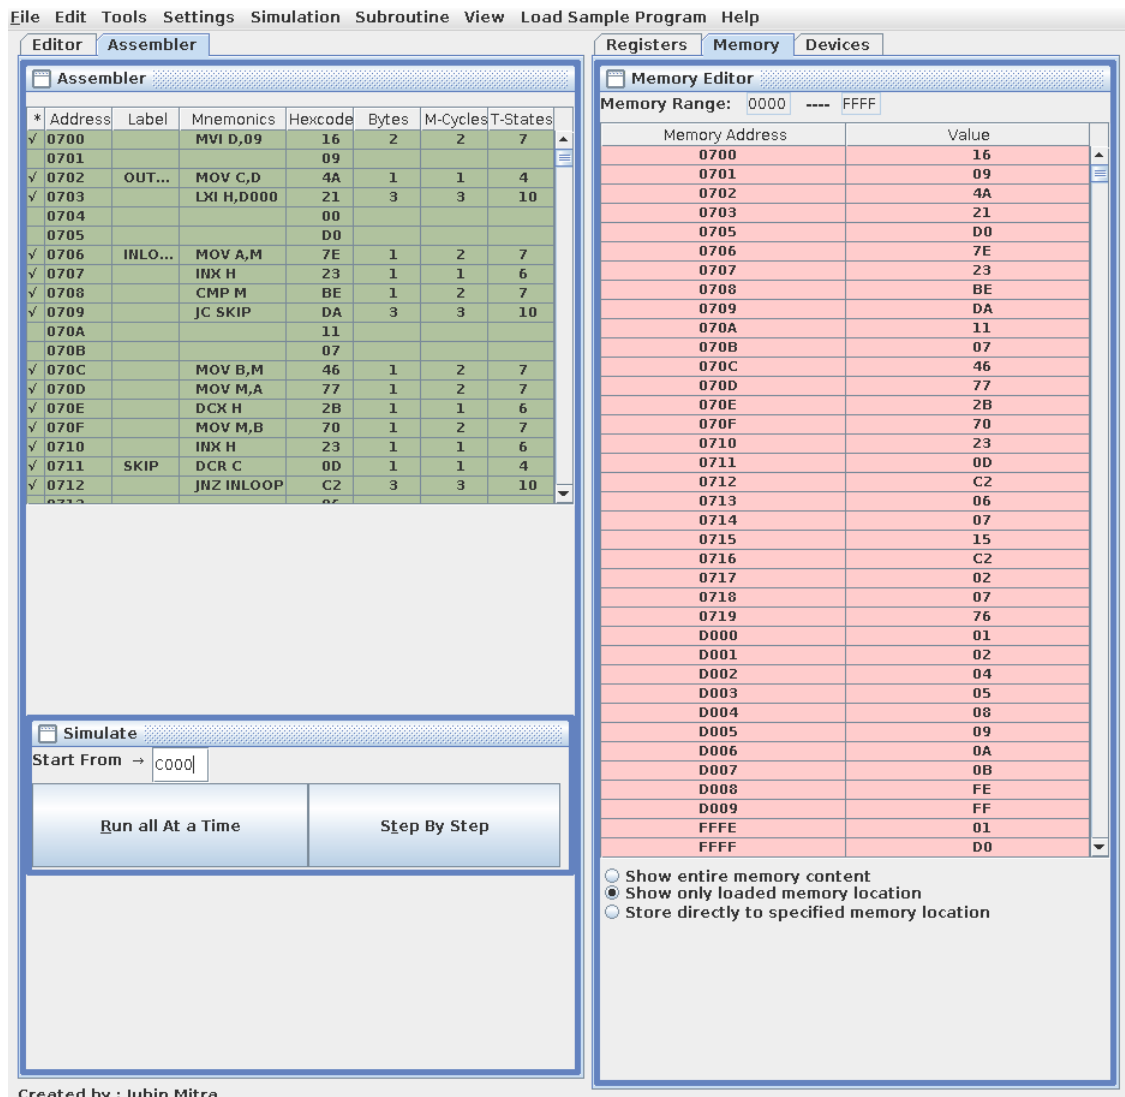 File Edit Tools Settings Simulation Subroutine View Load Sample Program Help
Editor Assembler
Assembler
* Address Label Mnemonics Hexcode Bytes M-Cycles T-States
√ 0700 MVI D,09 16 2 2 7
0701 09
√ 0702 OUT... MOV C,D 4A 1 1 4
√ 0703 LXI H,D000 21 3 3 10
0704 00
0705 D0
√ 0706 INLO... MOV A,M 7E 1 2 7
√ 0707 INX H 23 1 1 6
√ 0708 CMP M BE 1 2 7
√ 0709 JC SKIP DA 3 3 10
070A 11
070B 07
√ 070C MOV B,M 46 1 2 7
√ 070D MOV M,A 77 1 2 7
√ 070E DCX H 2B 1 1 6
√ 070F MOV M,B 70 1 2 7
√ 0710 INX H 23 1 1 6
√ 0711 SKIP DCR C 0D 1 1 4
√ 0712 JNZ INLOOP C2 3 3 10
Simulate
Start From → C000
Run all At a Time Step By Step
Created by : Jubin Mitra
Registers Memory Devices
Memory Editor
Memory Range: 0000 ---- FFFF
Memory Address Value
0700 16
0701 09
0702 4A
0703 21
0705 D0
0706 7E
0707 23
0708 BE
0709 DA
070A 11
070B 07
070C 46
070D 77
070E 2B
070F 70
0710 23
0711 0D
0712 C2
0713 06
0714 07
0715 15
0716 C2
0717 02
0718 07
0719 76
D000 01
D001 02
D002 04
D003 05
D004 08
D005 09
D006 0A
D007 0B
D008 FE
D009 FF
FFFE 01
FFFF D0
Show entire memory content
Show only loaded memory location
Store directly to specified memory location